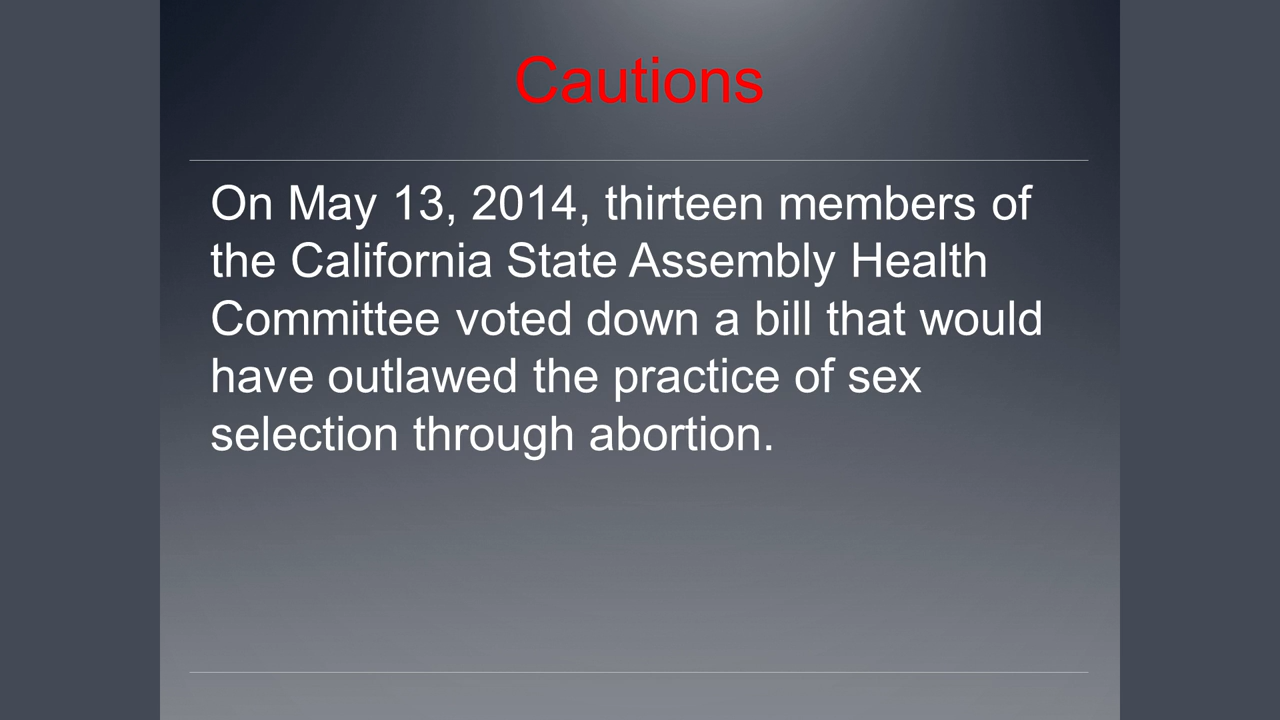 Cautions
On May 13, 2014, thirteen members of
the California State Assembly Health
Committee voted down a bill that would
have outlawed the practice of sex
selection through abortion.